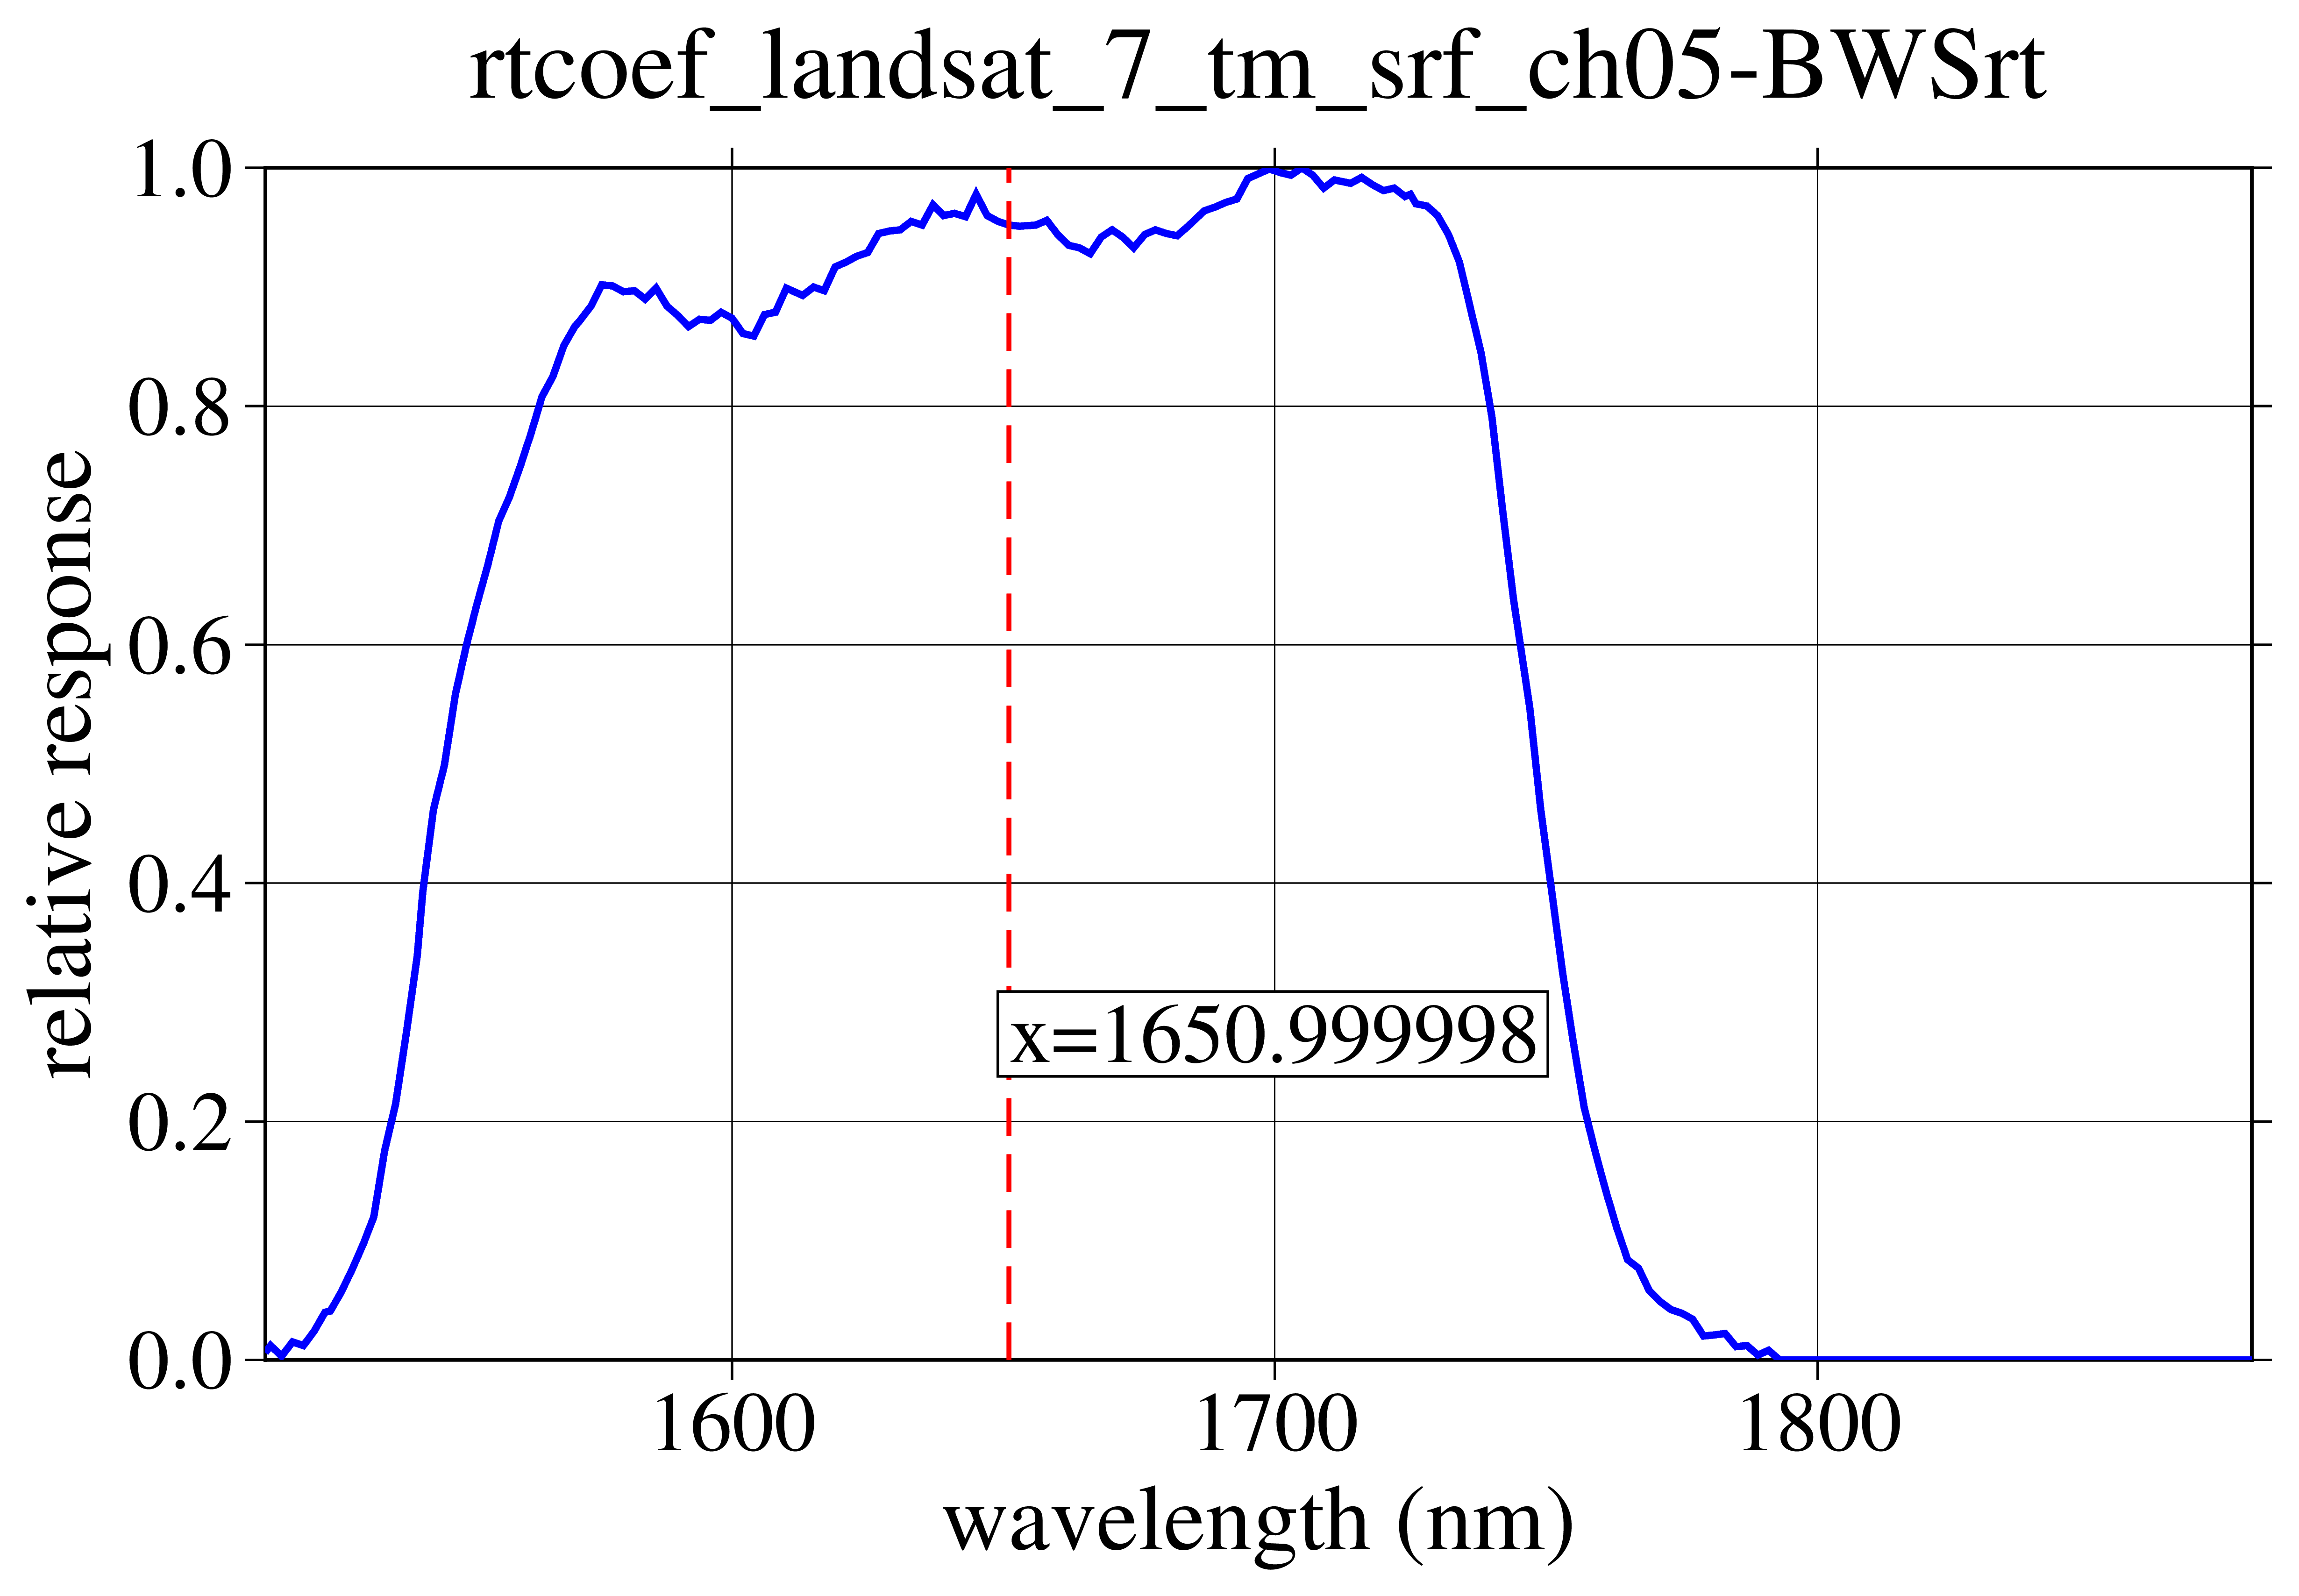 rtcoef_landsat_7_tm_srf_ch05-BWSrt
1.0
0.8
0.6
0.4
0.2
0.0
relative response
x=1650.9999998
1600 1700 1800
wavelength (nm)